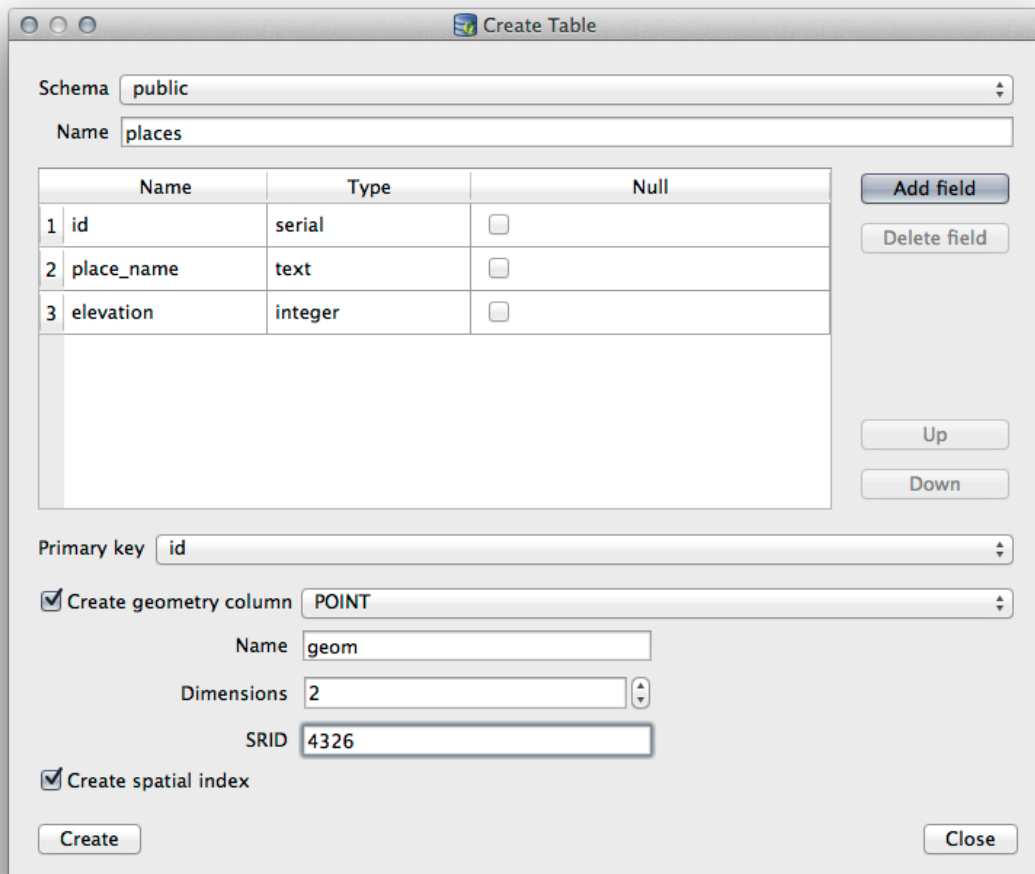 Create Table
Schema public
Name places
Name Type Null
Add field
1 id serial
Delete field
2 place_name text
3 elevation integer
Up
Down
Primary key id
Create geometry column POINT
Name geom
Dimensions 2
SRID 4326
Create spatial index
Create Close